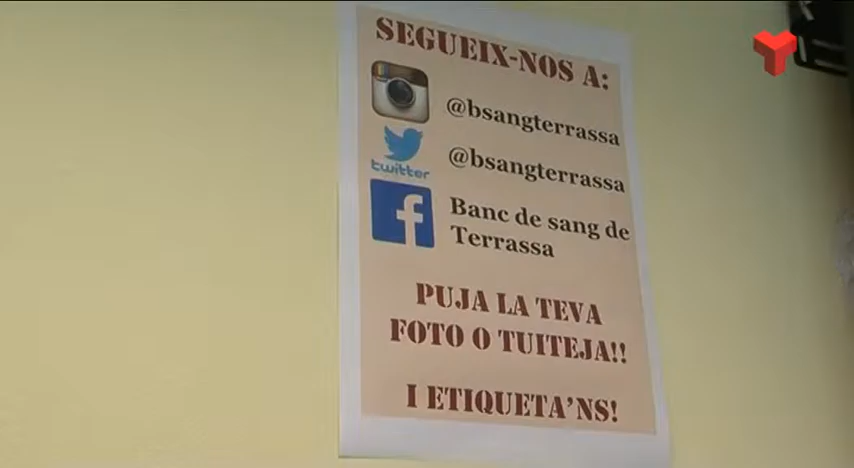 SEGUEIX-NOS A:
@bsangterrassa
twitter
@bsangterrassa
Banc de sang de
Terrassa
PUJA LA TEVA
FOTO O TUITEJA!!
I ETIQUETA'NS!